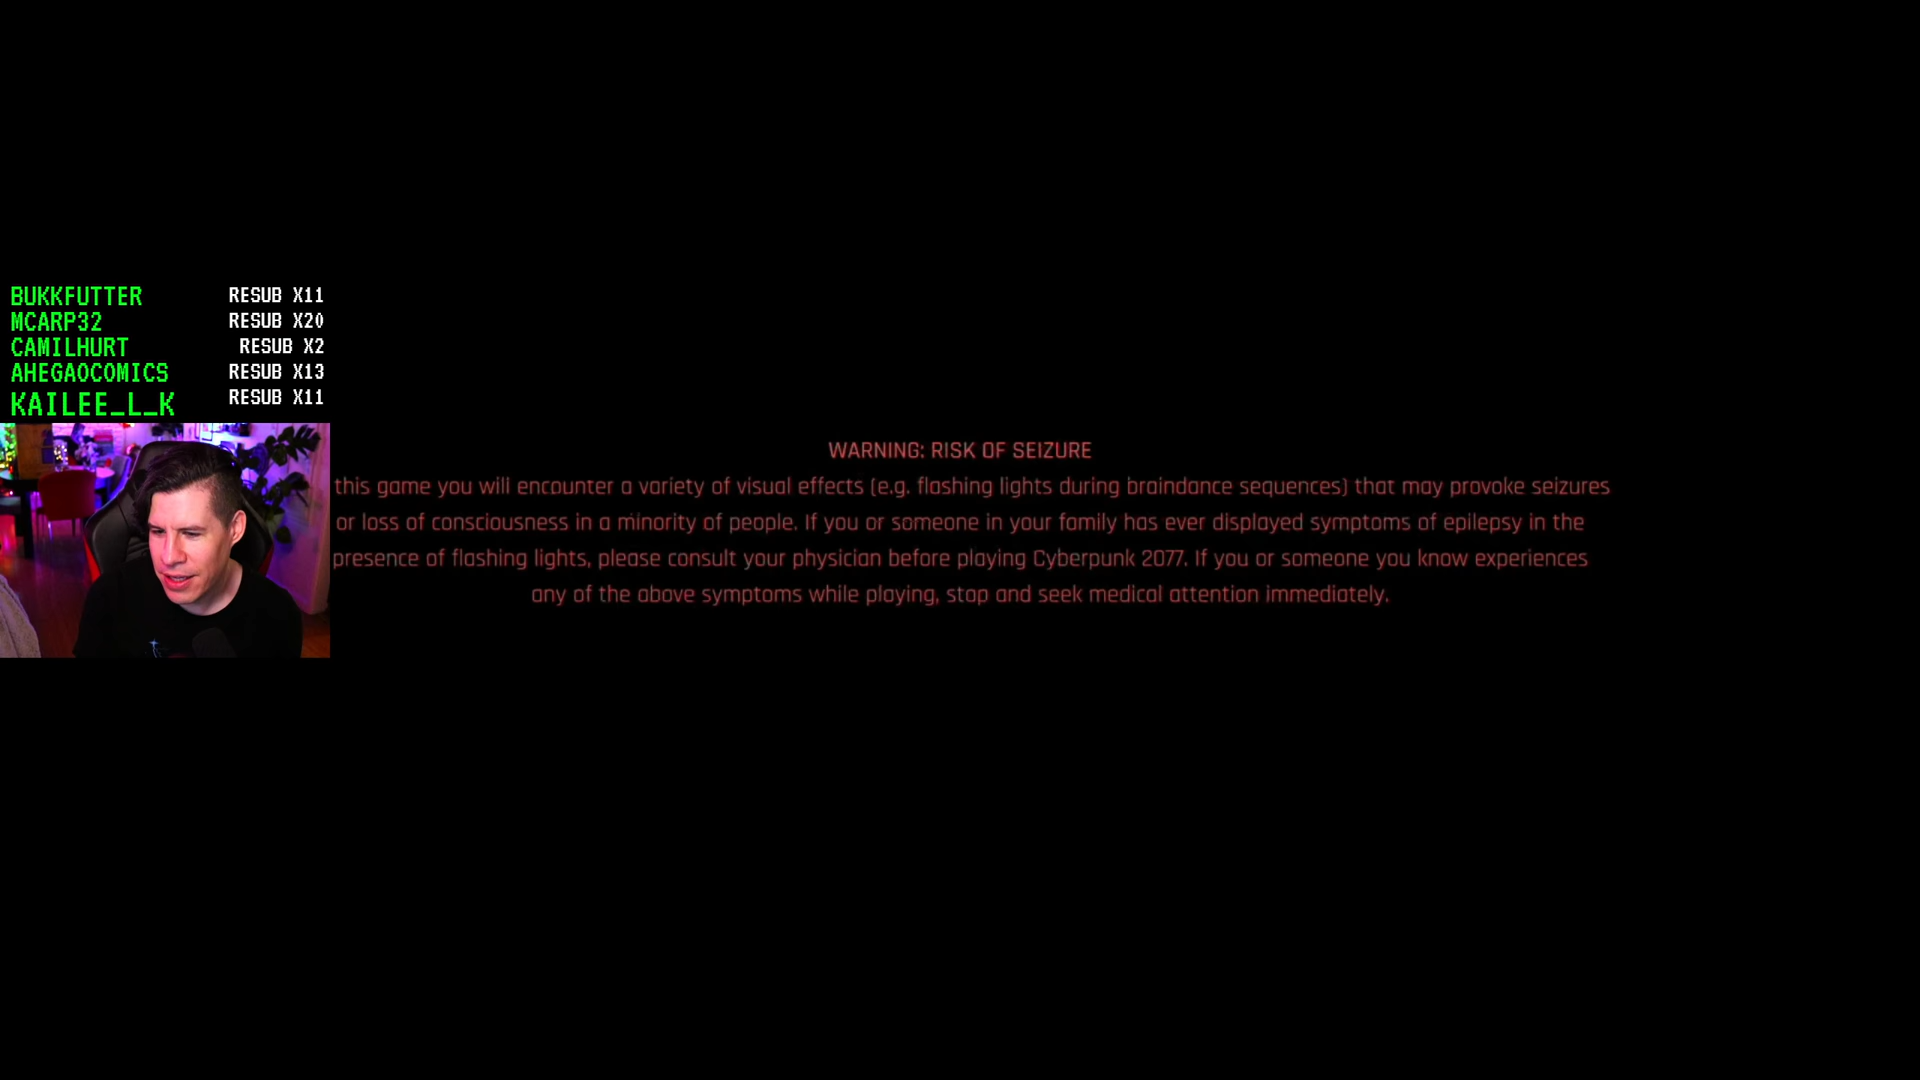 BUKKFUTTER RESUB X11
MCARP32 RESUB X20
CAMILHURT RESUB X2
AHEGAOCOMICS RESUB X13
KAILEE_L_K RESUB X11
WARNING: RISK OF SEIZURE
this game you will encounter a variety of visual effects (e.g. flashing lights during braindance sequences) that may provoke seizures
or loss of consciousness in a minority of people. If you or someone in your family has ever displayed symptoms of epilepsy in the
presence of flashing lights, please consult your physician before playing Cyberpunk 2077. If you or someone you know experiences
any of the above symptoms while playing, stop and seek medical attention immediately.